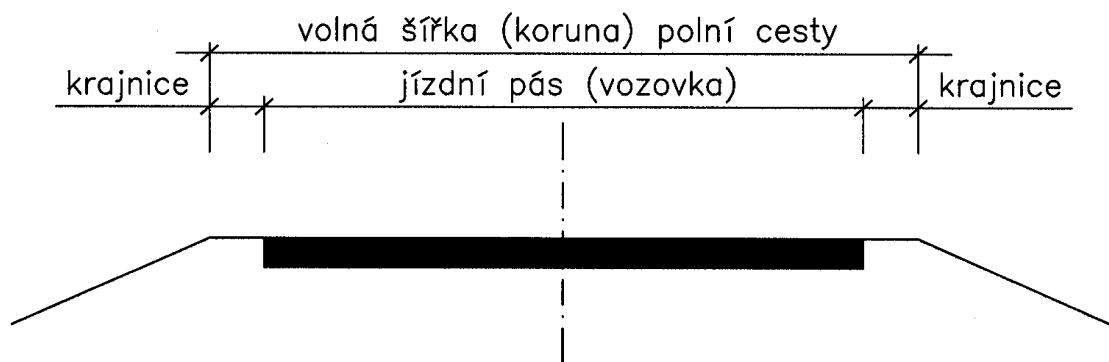 volná šířka (koruna) polní cesty
krajnice jízdní pás (vozovka) krajnice